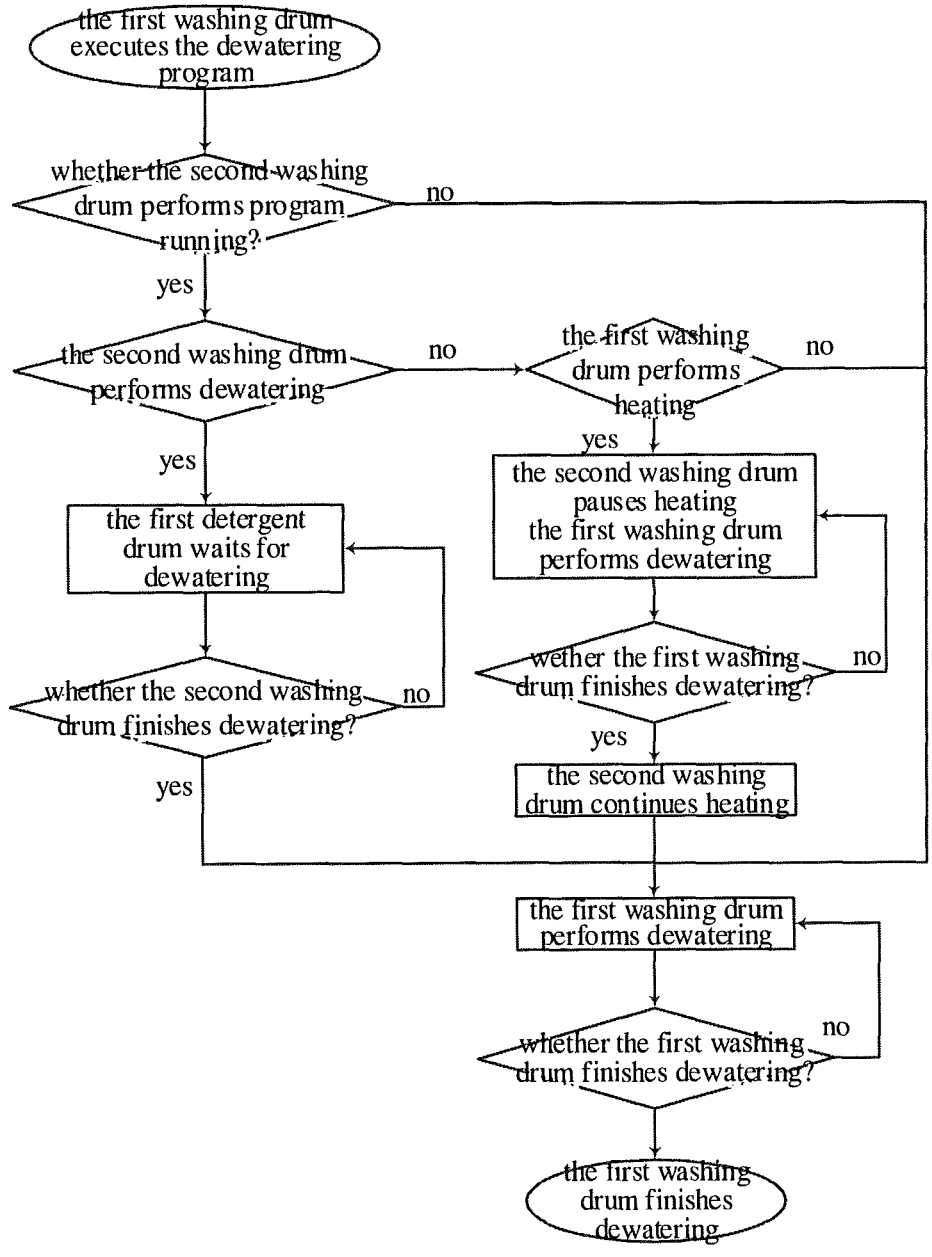 the first washing drum
executes the dewatering
program
whether the second washing
drum performs program
running?
no
yes
the second washing drum
performs dewatering
no
the first washing
drum performs
heating
no
yes
yes
the first detergent
drum waits for
dewatering
the second washing drum
pauses heating
the first washing drum
performs dewatering
whether the second washing
drum finishes dewatering?
no
wether the first washing
drum finishes dewatering?
no
yes
yes
the second washing
drum continues heating
the first washing drum
performs dewatering
whether the first washing
drum finishes dewatering?
no
the first washing
drum finishes
dewatering